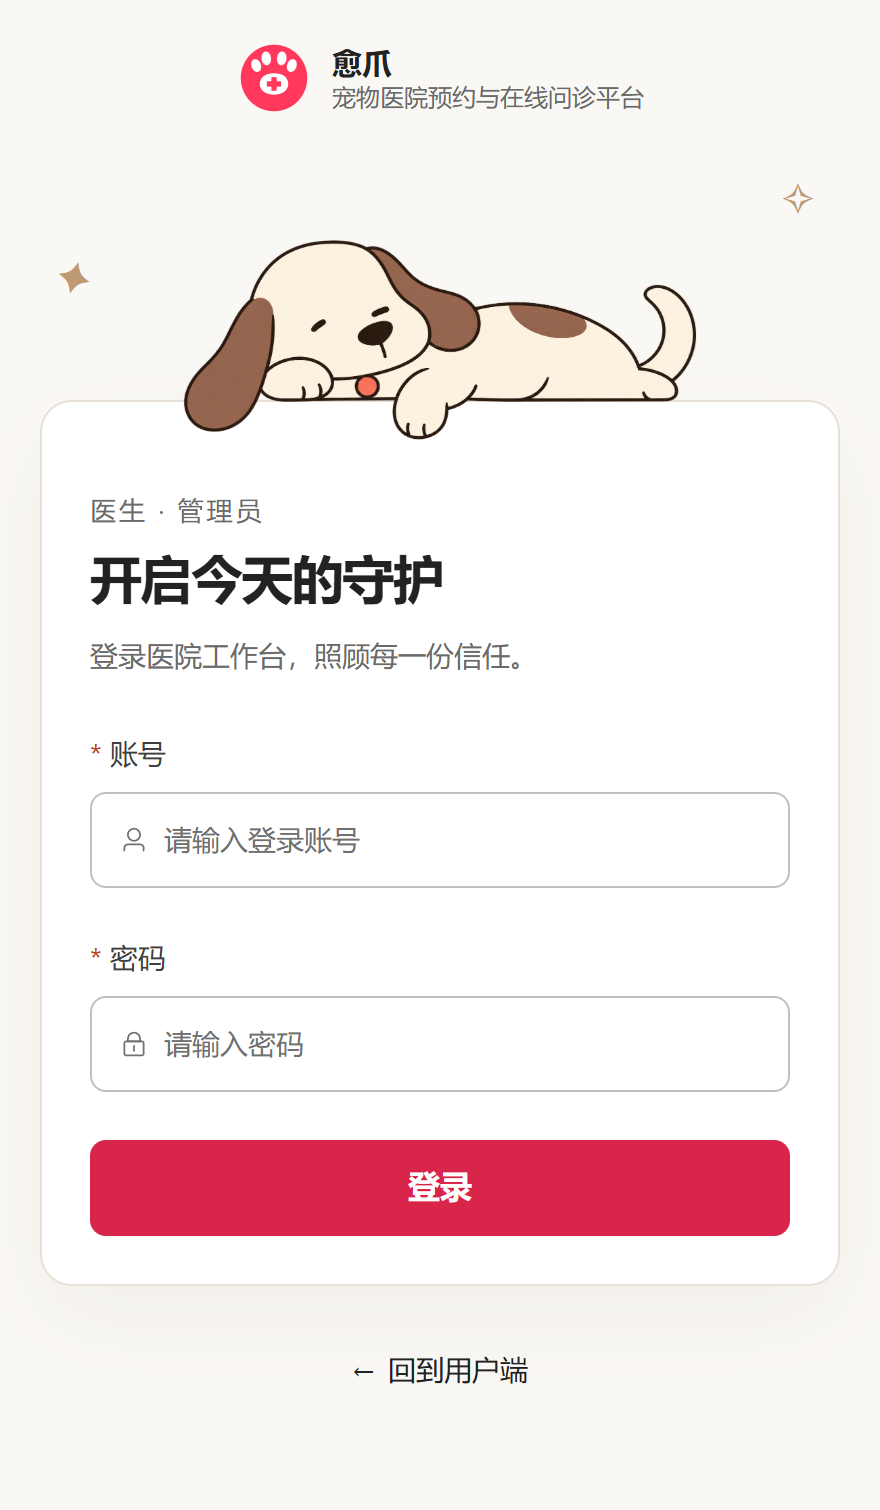 愈爪
宠物医院预约与在线问诊平台
医生 · 管理员
开启今天的守护
登录医院工作台，照顾每一份信任。
* 账号
请输入登录账号
* 密码
请输入密码
登录
← 回到用户端